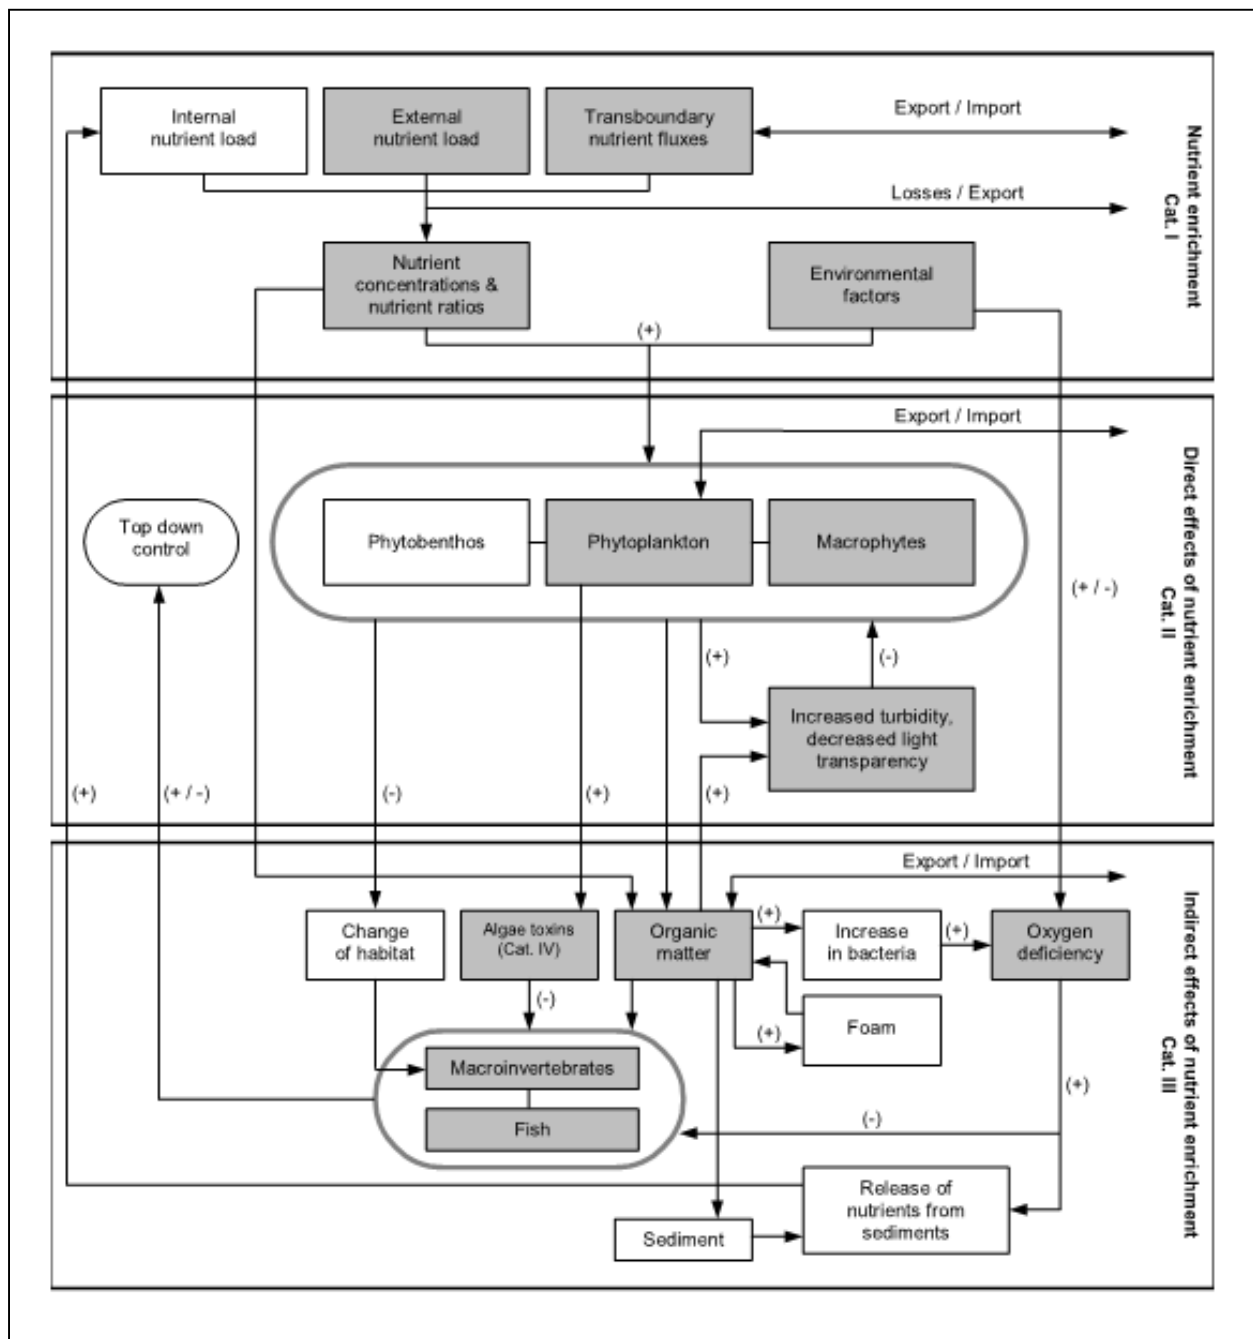 Internal
nutrient load
External
nutrient load
Transboundary
nutrient fluxes
Export / Import
Losses / Export
Nutrient
concentrations &
nutrient ratios
Environmental
factors
(+)
Nutrient enrichment
Cat. I
Export / Import
Top down
control
Phytobenthos
Phytoplankton
Macrophytes
(+ / -)
(+)
(-)
Increased turbidity,
decreased light
transparency
(+)
(+ / -)
(-)
(+)
(+)
Direct effects of nutrient enrichment
Cat. II
Export / Import
Change
of habitat
Algae toxins
(Cat. IV)
Organic
matter
(+)
Increase
in bacteria
(+)
Oxygen
deficiency
(-)
(+)
Foam
Macroinvertebrates
Fish
(+)
(-)
Release of
nutrients from
sediments
Sediment
Indirect effects of nutrient enrichment
Cat. III